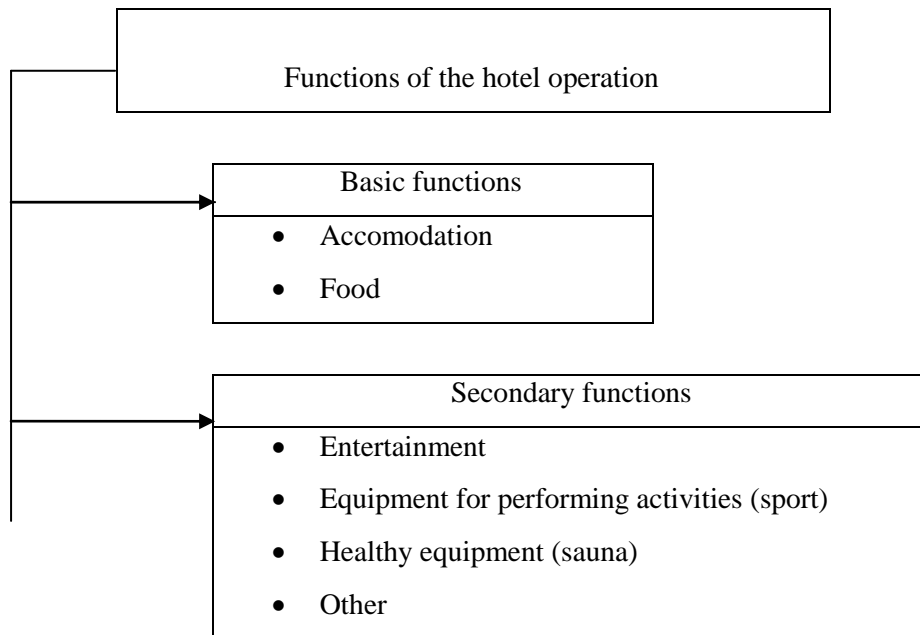 Functions of the hotel operation
Basic functions
• Accomodation
• Food
Secondary functions
• Entertainment
• Equipment for performing activities (sport)
• Healthy equipment (sauna)
• Other